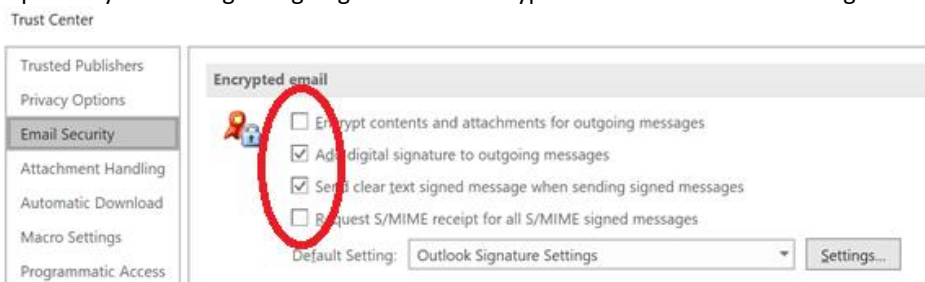 Trust Center
Trusted Publishers
Privacy Options
Email Security
Attachment Handling
Automatic Download
Macro Settings
Programmatic Access
Encrypted email
Encrypt contents and attachments for outgoing messages
Add digital signature to outgoing messages
Send clear text signed message when sending signed messages
Request S/MIME receipt for all S/MIME signed messages
Default Setting: Outlook Signature Settings Settings...